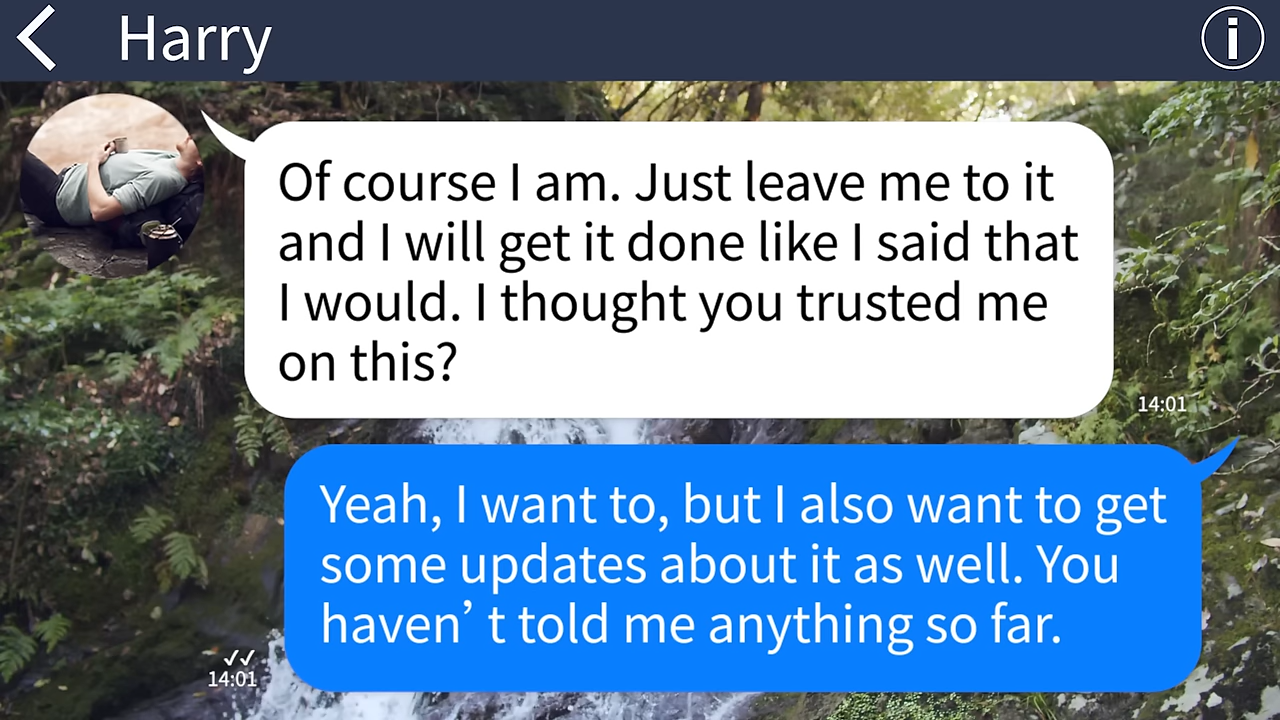 Harry
Of course I am. Just leave me to it
and I will get it done like I said that
I would. I thought you trusted me
on this?
14:01
Yeah, I want to, but I also want to get
some updates about it as well. You
haven’ t told me anything so far.
14:01